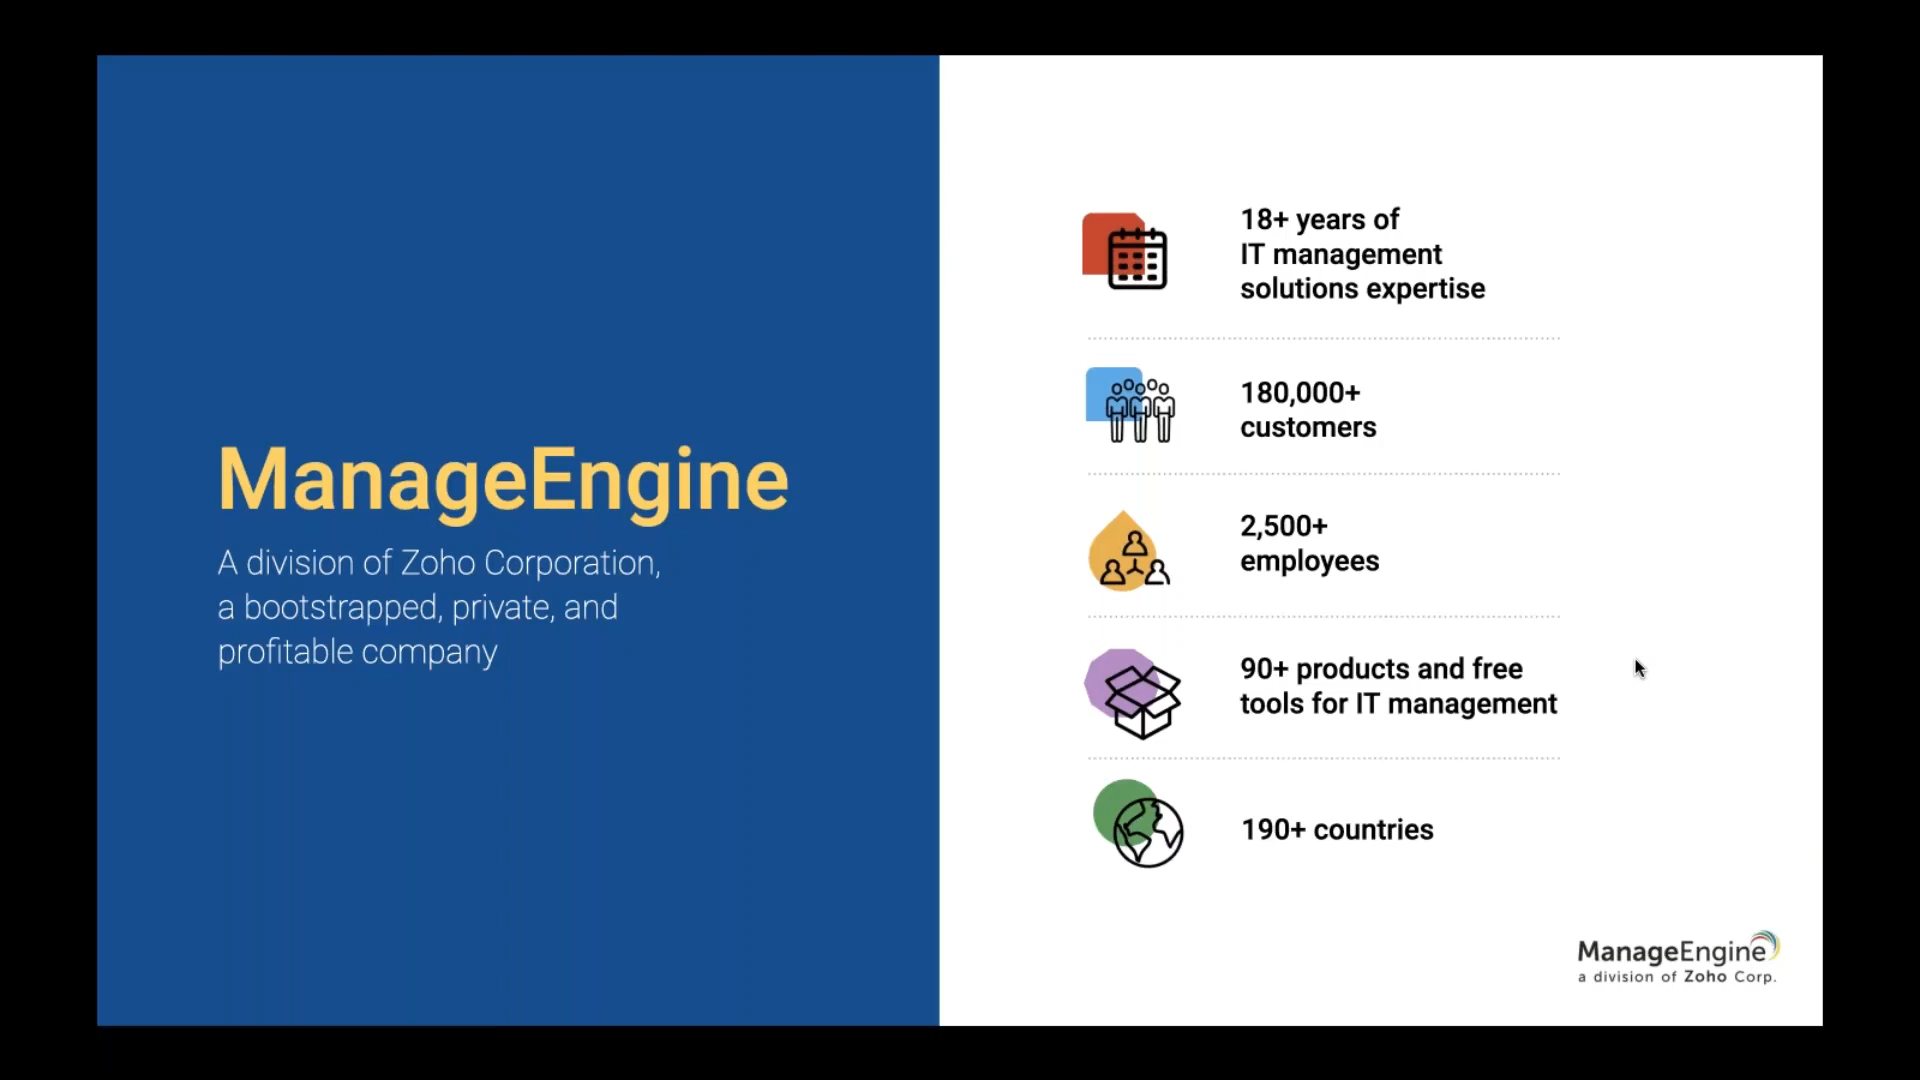 ManageEngine
A division of Zoho Corporation,
a bootstrapped, private, and
profitable company
18+ years of
IT management
solutions expertise
180,000+
customers
2,500+
employees
90+ products and free
tools for IT management
190+ countries
ManageEngine
a division of Zoho Corp.